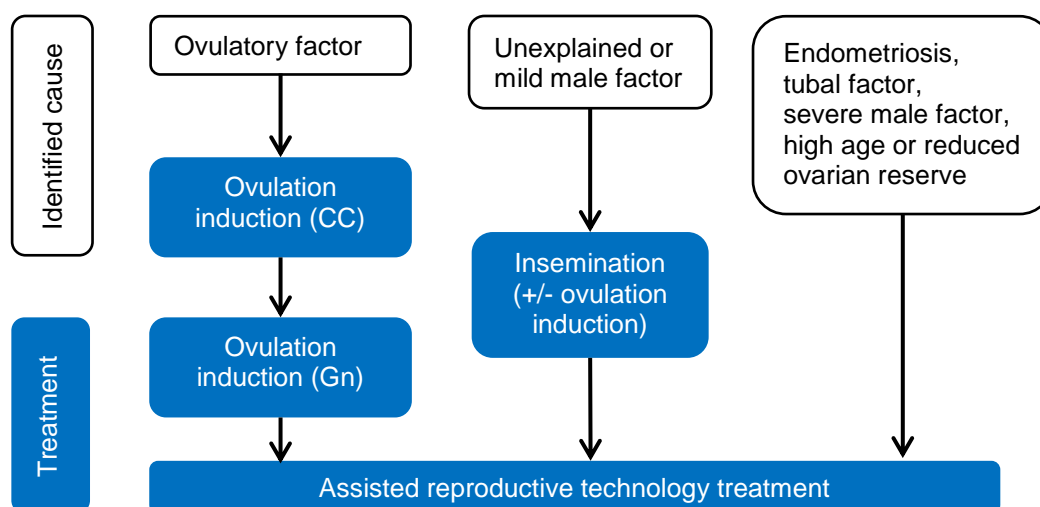 Identified cause
Treatment
Ovulatory factor
Ovulation
induction (CC)
Ovulation
induction (Gn)
Unexplained or
mild male factor
Insemination
(+/- ovulation
induction)
Endometriosis,
tubal factor,
severe male factor,
high age or reduced
ovarian reserve
Assisted reproductive technology treatment